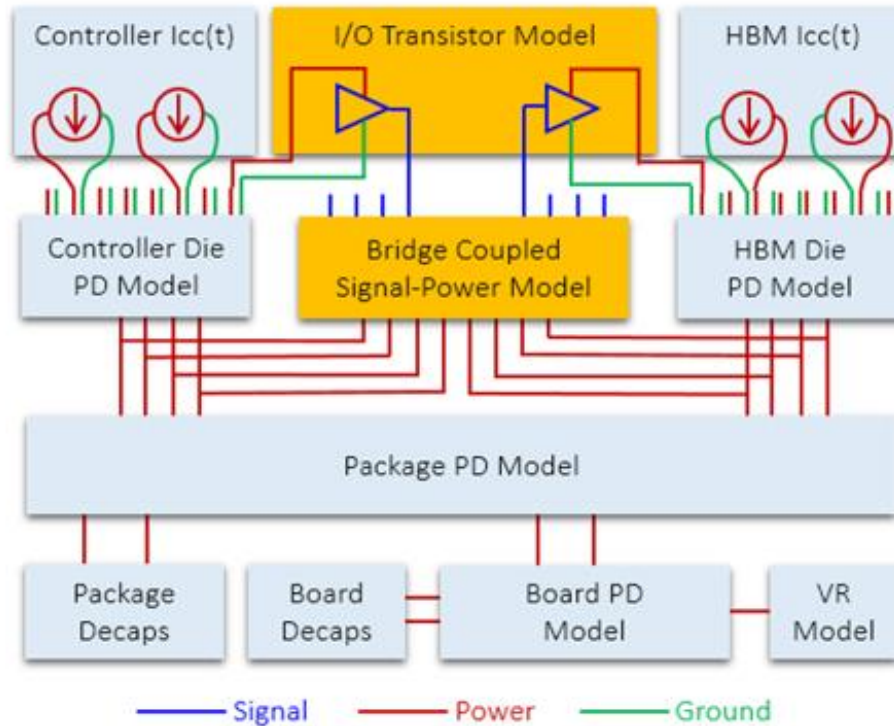 Controller Icc(t)
I/O Transistor Model
HBM Icc(t)
Controller Die
PD Model
Bridge Coupled
Signal-Power Model
HBM Die
PD Model
Package PD Model
Package
Decaps
Board
Decaps
Board PD
Model
VR
Model
Signal
Power
Ground